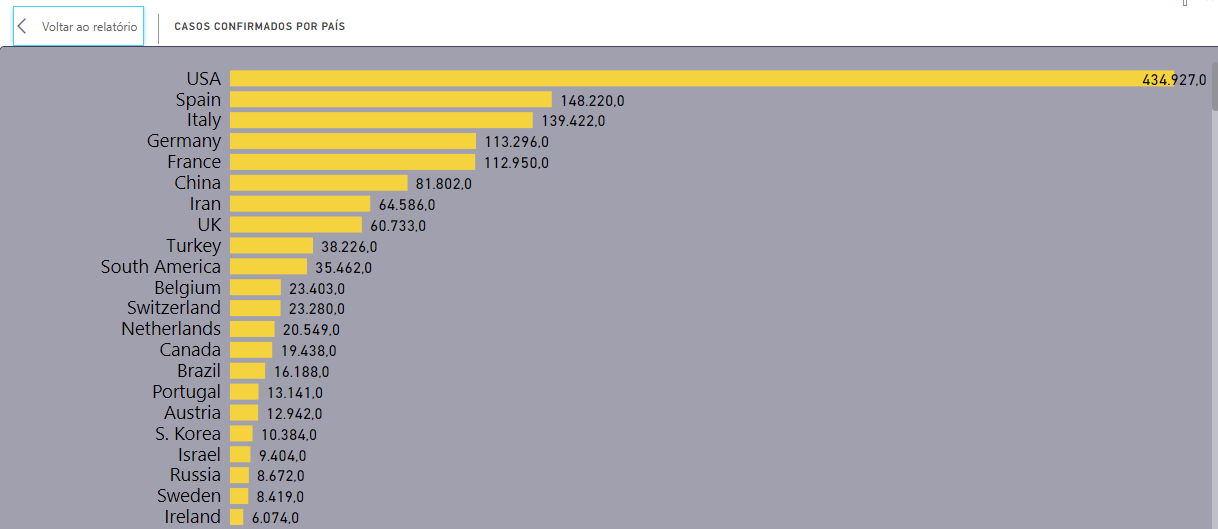 Voltar ao relatório
CASOS CONFIRMADOS POR PAÍS
USA 434.927,0
Spain 148.220,0
Italy 139.422,0
Germany 113.296,0
France 112.950,0
China 81.802,0
Iran 64.586,0
UK 60.733,0
Turkey 38.226,0
South America 35.462,0
Belgium 23.403,0
Switzerland 23.280,0
Netherlands 20.549,0
Canada 19.438,0
Brazil 16.188,0
Portugal 13.141,0
Austria 12.942,0
S. Korea 10.384,0
Israel 9.404,0
Russia 8.672,0
Sweden 8.419,0
Ireland 6.074,0